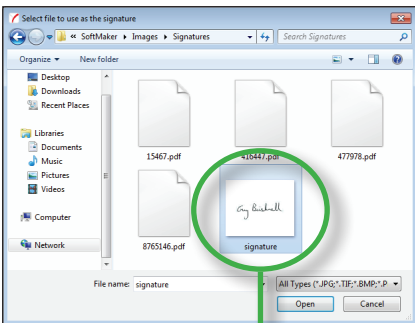 Select file to use as the signature
« SoftMaker ▸ Images ▸ Signatures
Search Signatures
Organize
New folder
Desktop
Downloads
Recent Places
Libraries
Documents
Music
Pictures
Videos
Computer
Network
15467.pdf
416447.pdf
477978.pdf
8765146.pdf
Guy Bushnell
signature
File name: signature
All Types (*.JPG;*.TIF;*.BMP;*.P
Open
Cancel